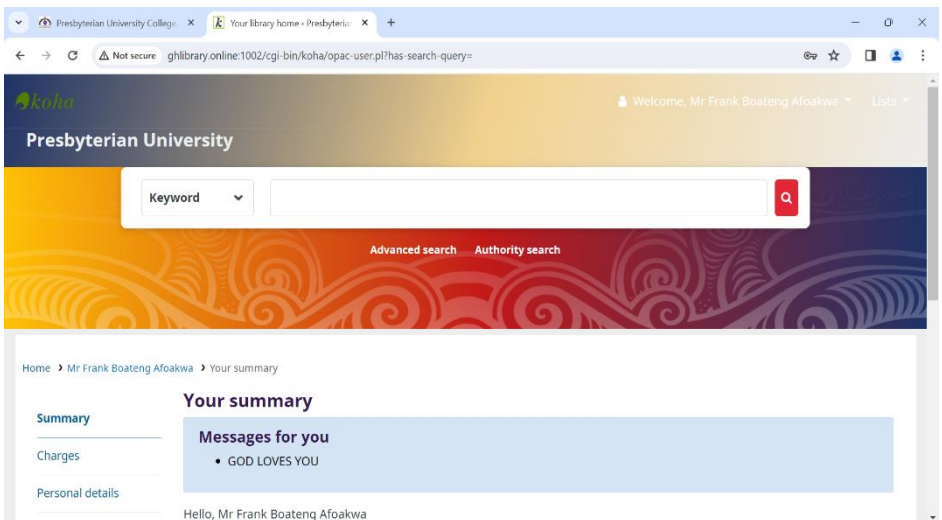 Presbyterian University College,
Your library home › Presbyterian
Not secure ghlibrary.online:1002/cgi-bin/koha/opac-user.pl?has-search-query=
koha
Welcome, Mr Frank Boateng Afoakwa Lists
Presbyterian University
Keyword
Advanced search Authority search
Home Mr Frank Boateng Afoakwa Your summary
Your summary
Summary
Messages for you
• GOD LOVES YOU
Charges
Personal details
Hello, Mr Frank Boateng Afoakwa